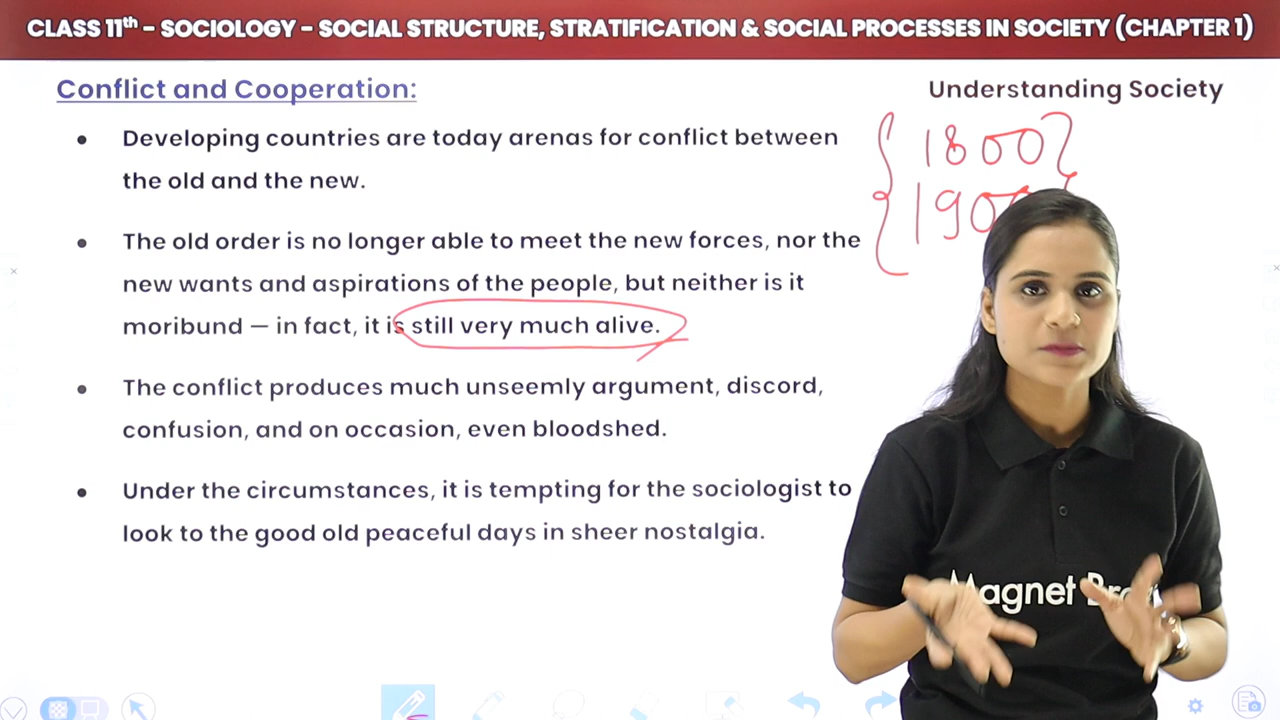 CLASS 11th - SOCIOLOGY - SOCIAL STRUCTURE, STRATIFICATION & SOCIAL PROCESSES IN SOCIETY (CHAPTER 1)
Conflict and Cooperation:
Understanding Society
• Developing countries are today arenas for conflict between
the old and the new.
1800
• The old order is no longer able to meet the new forces, nor the
new wants and aspirations of the people, but neither is it
moribund – in fact, it is still very much alive.
• The conflict produces much unseemly argument, discord,
confusion, and on occasion, even bloodshed.
• Under the circumstances, it is tempting for the sociologist to
look to the good old peaceful days in sheer nostalgia.
Magnet